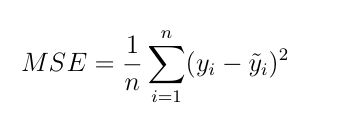 MSE = \frac{1}{n} \sum_{i=1}^{n} (y_i - \tilde{y}_i)^2